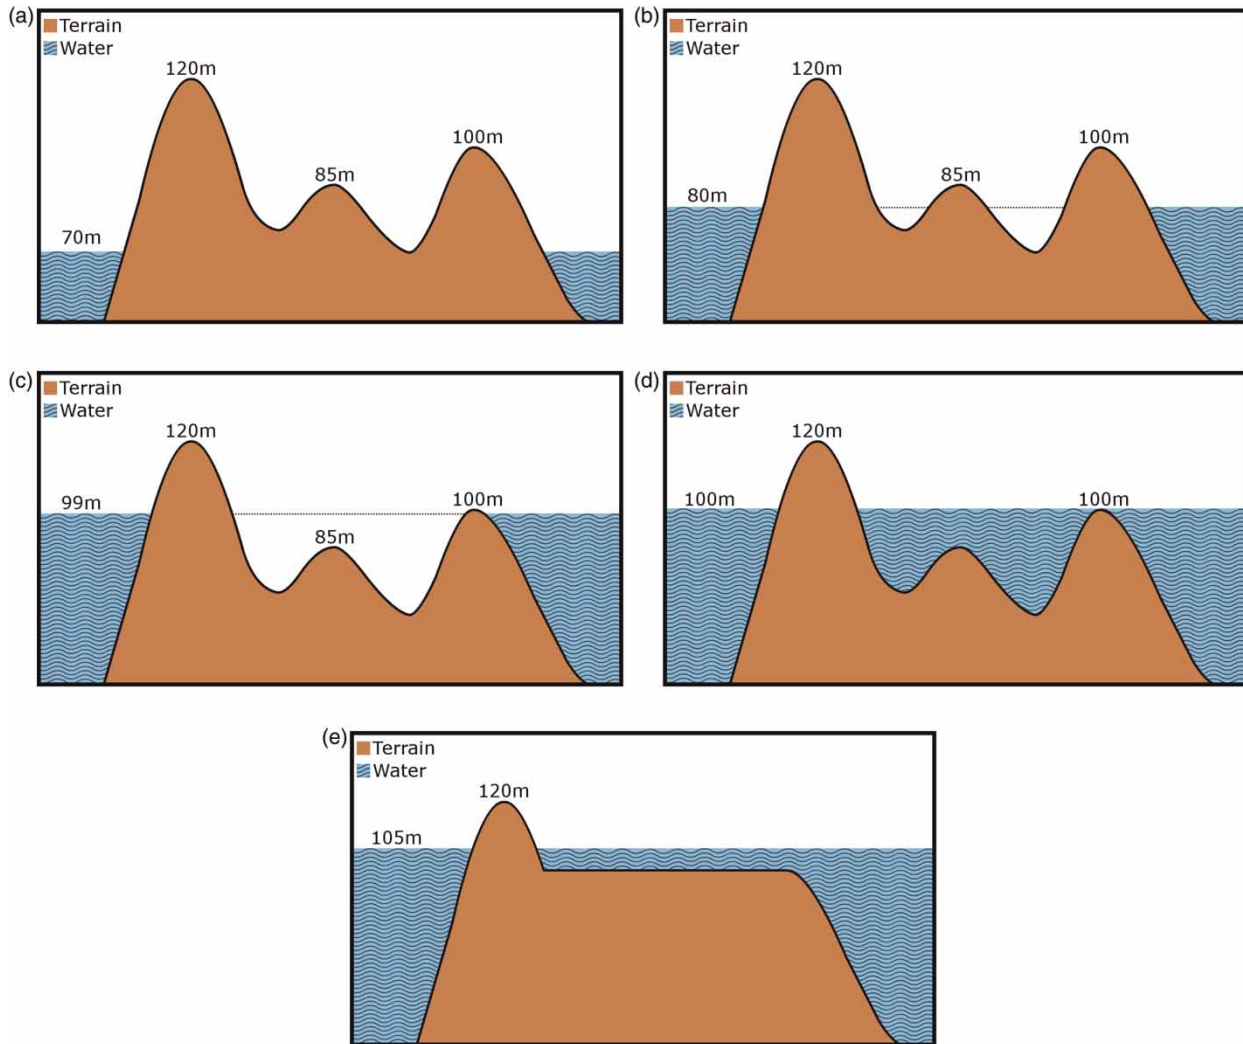 (a)
Terrain
Water
120m
100m
85m
70m
(b)
Terrain
Water
120m
100m
85m
80m
(c)
Terrain
Water
120m
99m
100m
85m
(d)
Terrain
Water
120m
100m
100m
(e)
Terrain
Water
120m
105m